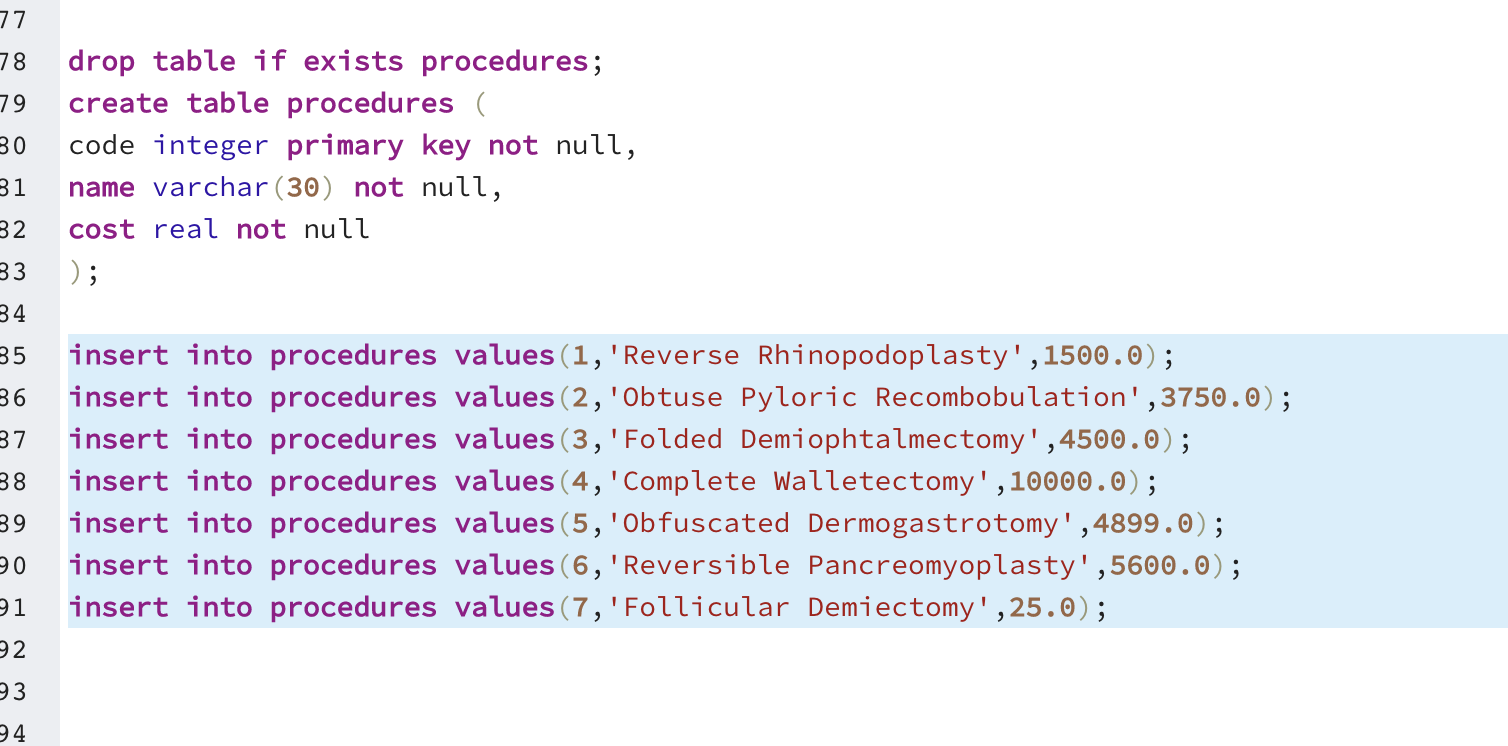 77
78 drop table if exists procedures;
79 create table procedures (
80 code integer primary key not null,
81 name varchar(30) not null,
82 cost real not null
83 );
84
85 insert into procedures values(1,'Reverse Rhinopodoplasty',1500.0);
86 insert into procedures values(2,'Obtuse Pyloric Recombobulation',3750.0);
87 insert into procedures values(3,'Folded Demiophtalmectomy',4500.0);
88 insert into procedures values(4,'Complete Walletectomy',10000.0);
89 insert into procedures values(5,'Obfuscated Dermogastrotomy',4899.0);
90 insert into procedures values(6,'Reversible Pancreomyoplasty',5600.0);
91 insert into procedures values(7,'Follicular Demiectomy',25.0);
92
93
94